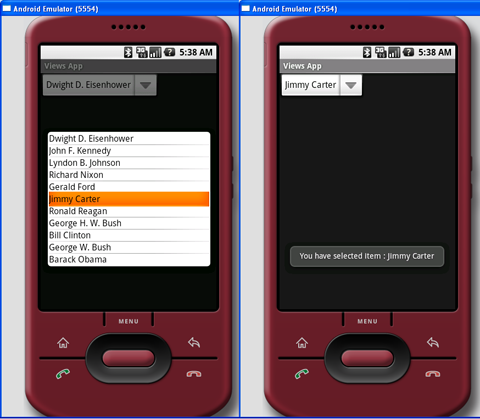 Android Emulator (5554)
5:38 AM
Views App
Dwight D. Eisenhower
Dwight D. Eisenhower
John F. Kennedy
Lyndon B. Johnson
Richard Nixon
Gerald Ford
Jimmy Carter
Ronald Reagan
George H. W. Bush
Bill Clinton
George W. Bush
Barack Obama
MENU
Android Emulator (5554)
5:38 AM
Views App
Jimmy Carter
You have selected item : Jimmy Carter
MENU